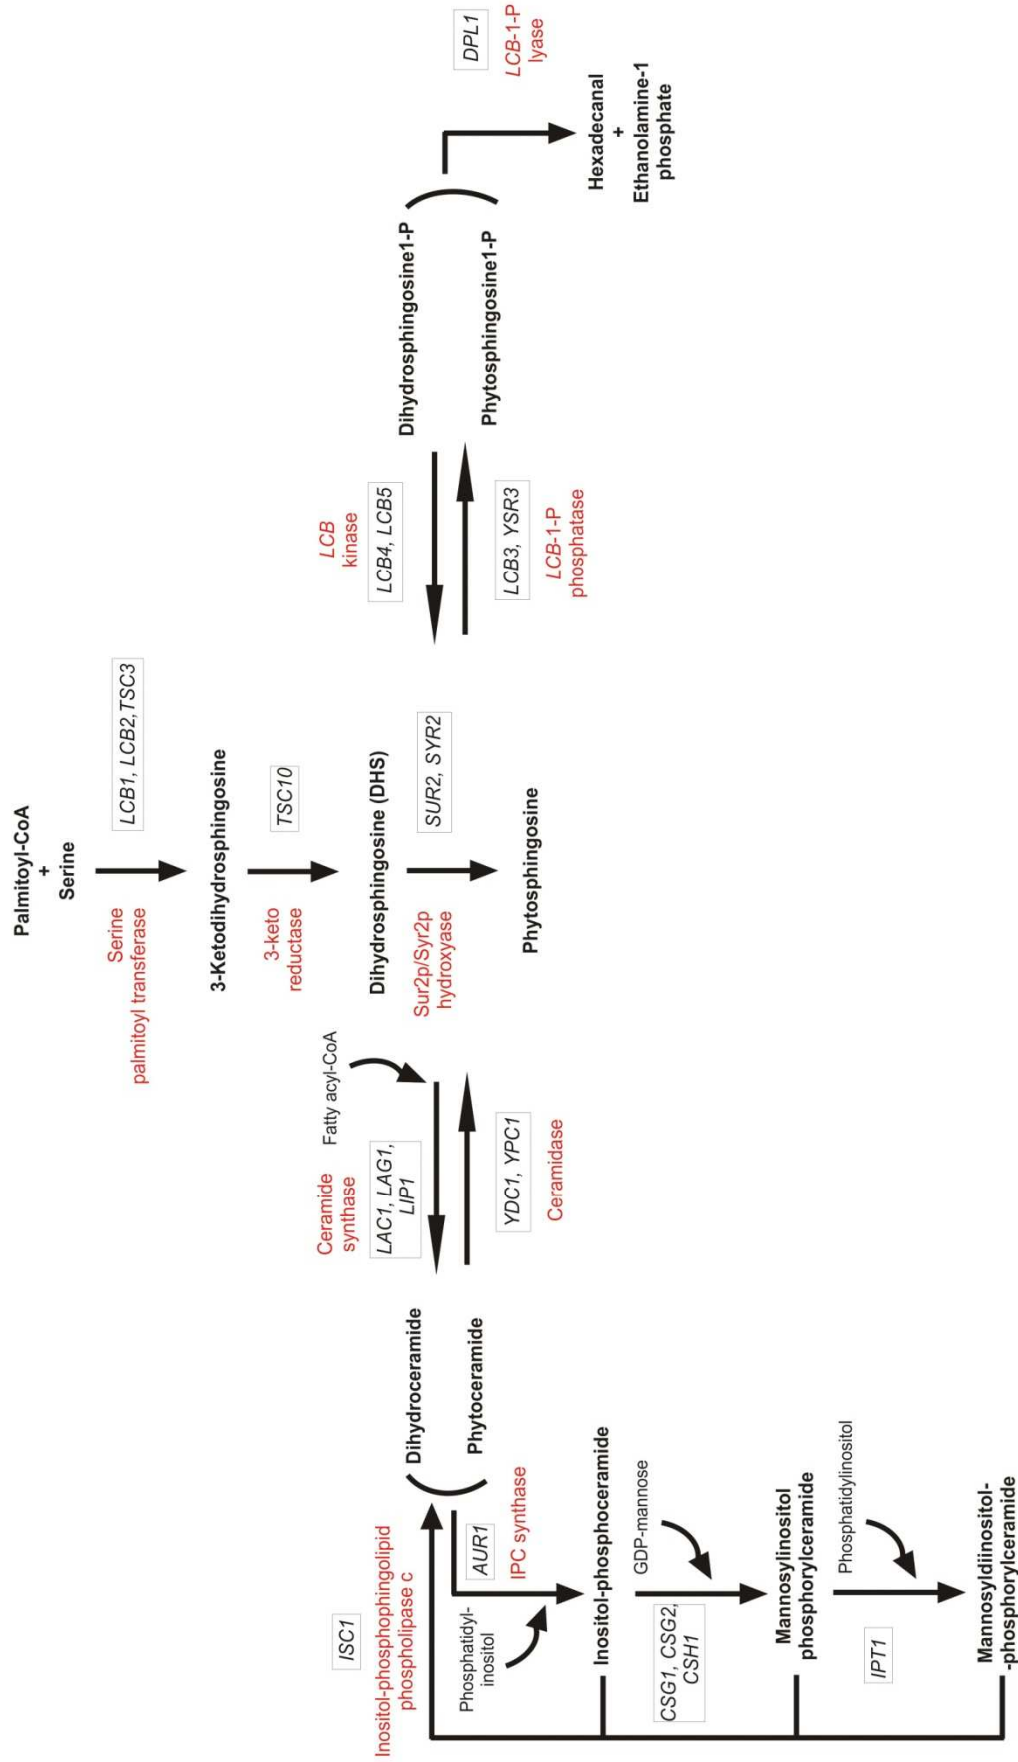 Palmitoyl-CoA
+
Serine
Serine
palmitoyl transferase
LCB1, LCB2,TSC3
3-Ketodihydrosphingosine
3-keto
reductase
TSC10
Dihydrosphingosine (DHS)
Sur2p/Syr2p
hydroxyase
SUR2, SYR2
Phytosphingosine
Fatty acyl-CoA
Ceramide
synthase
LAC1, LAG1,
LIP1
YDC1, YPC1
Ceramidase
LCB
kinase
LCB4, LCB5
LCB3, YSR3
LCB-1-P
phosphatase
Dihydrosphingosine1-P
Phytosphingosine1-P
DPL1
LCB-1-P
lyase
Hexadecanal
+
Ethanolamine-1
phosphate
Dihydroceramide
Phytoceramide
ISC1
Inositol-phosphophingolipid
phospholipase c
Phosphatidyl-
inositol
AUR1
IPC synthase
Inositol-phosphoceramide
CSG1, CSG2,
CSH1
GDP-mannose
Mannosylinositol
phosphorylceramide
IPT1
Phosphatidylinositol
Mannosyldiinositol-
-phosphorylceramide